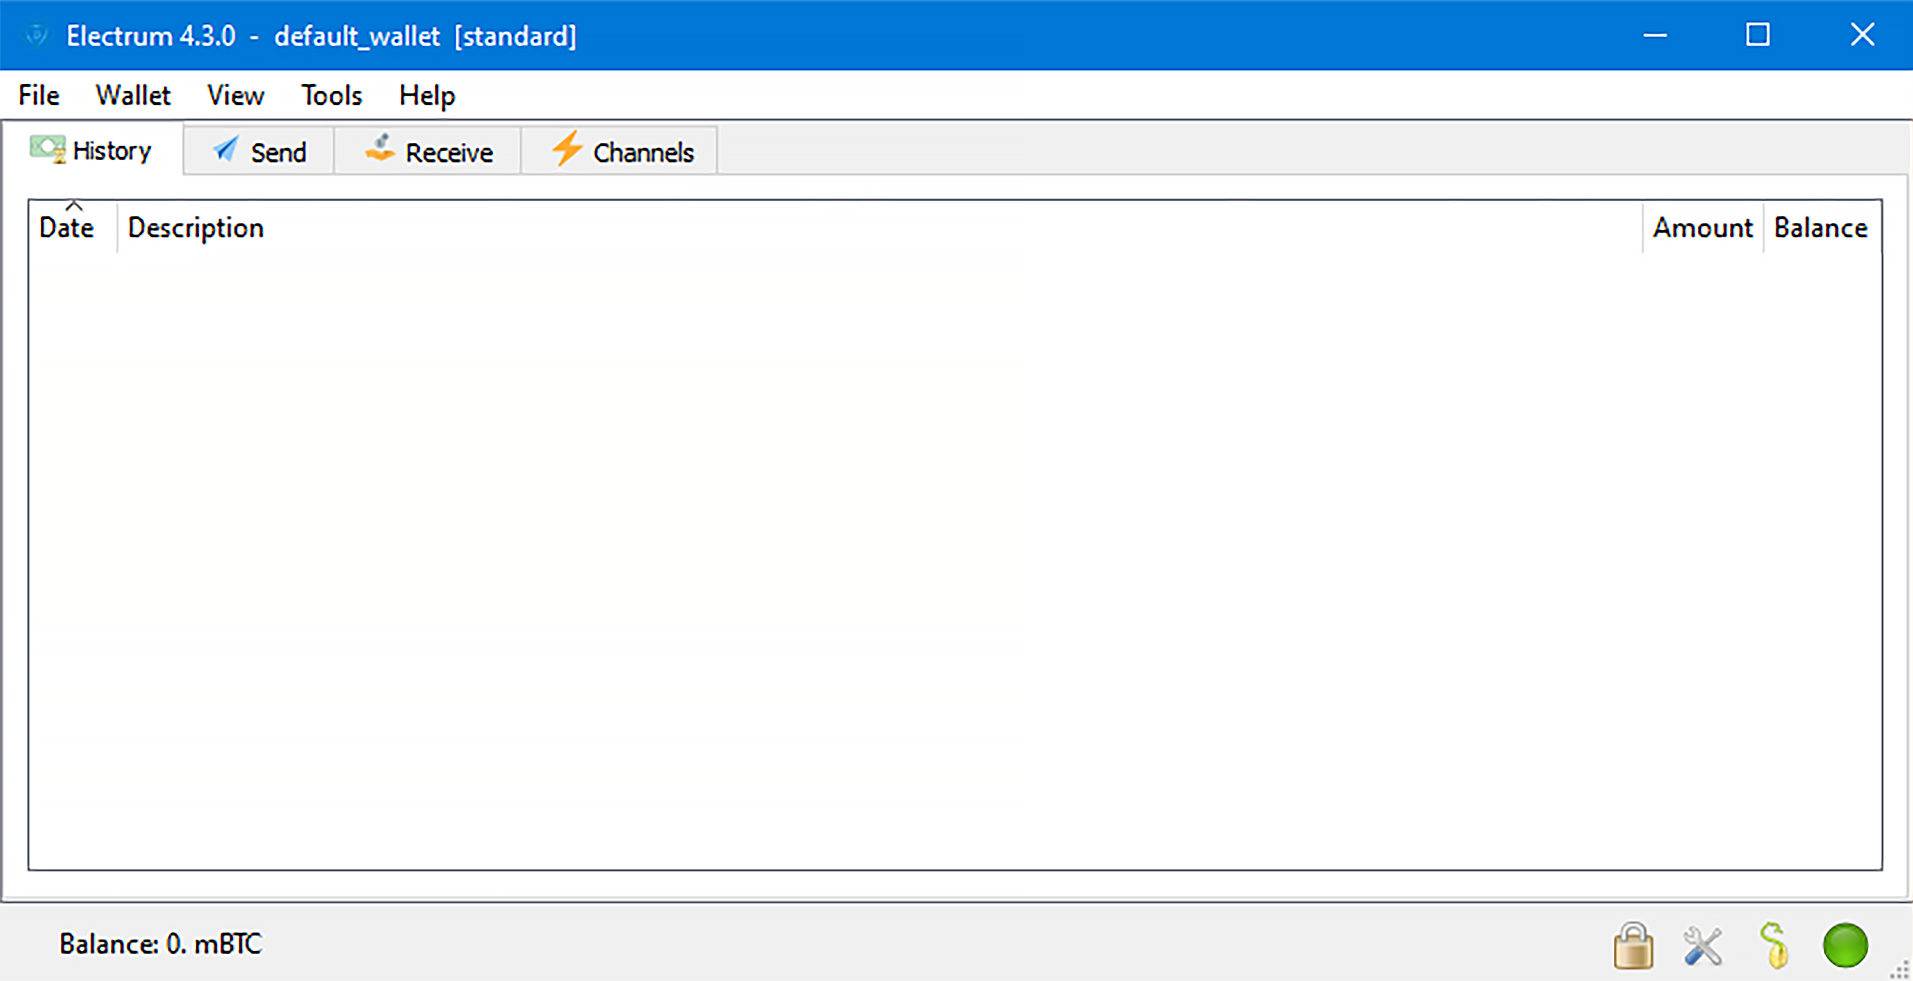 Electrum 4.3.0 - default_wallet [standard]
File Wallet View Tools Help
History Send Receive Channels
Date Description Amount Balance
Balance: 0. mBTC